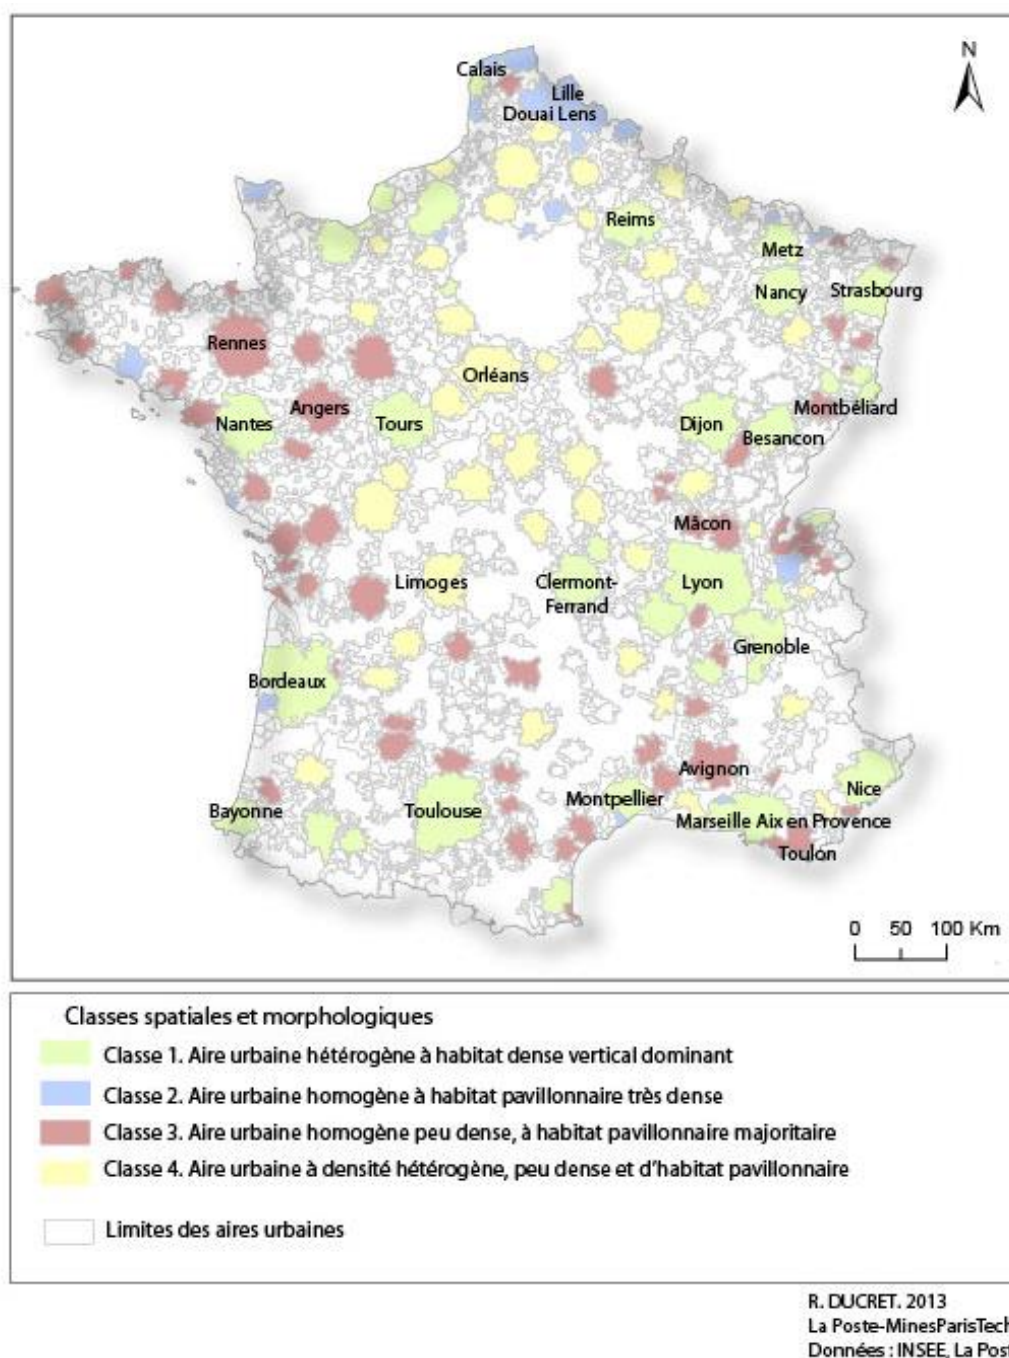 N
Calais
Lille
Douai Lens
Reims
Metz
Nancy
Strasbourg
Rennes
Orléans
Angers
Nantes
Tours
Dijon
Montbéliard
Besancon
Mâcon
Limoges
Clermont-
Ferrand
Lyon
Grenoble
Bordeaux
Avignon
Nice
Bayonne
Toulouse
Montpellier
Marseille Aix en Provence
Toulon
0 50 100 Km
Classes spatiales et morphologiques
Classe 1. Aire urbaine hétérogène à habitat dense vertical dominant
Classe 2. Aire urbaine homogène à habitat pavillonnaire très dense
Classe 3. Aire urbaine homogène peu dense, à habitat pavillonnaire majoritaire
Classe 4. Aire urbaine à densité hétérogène, peu dense et d'habitat pavillonnaire
Limites des aires urbaines
R. DUCRET. 2013
La Poste-MinesParisTech
Données : INSEE, La Post